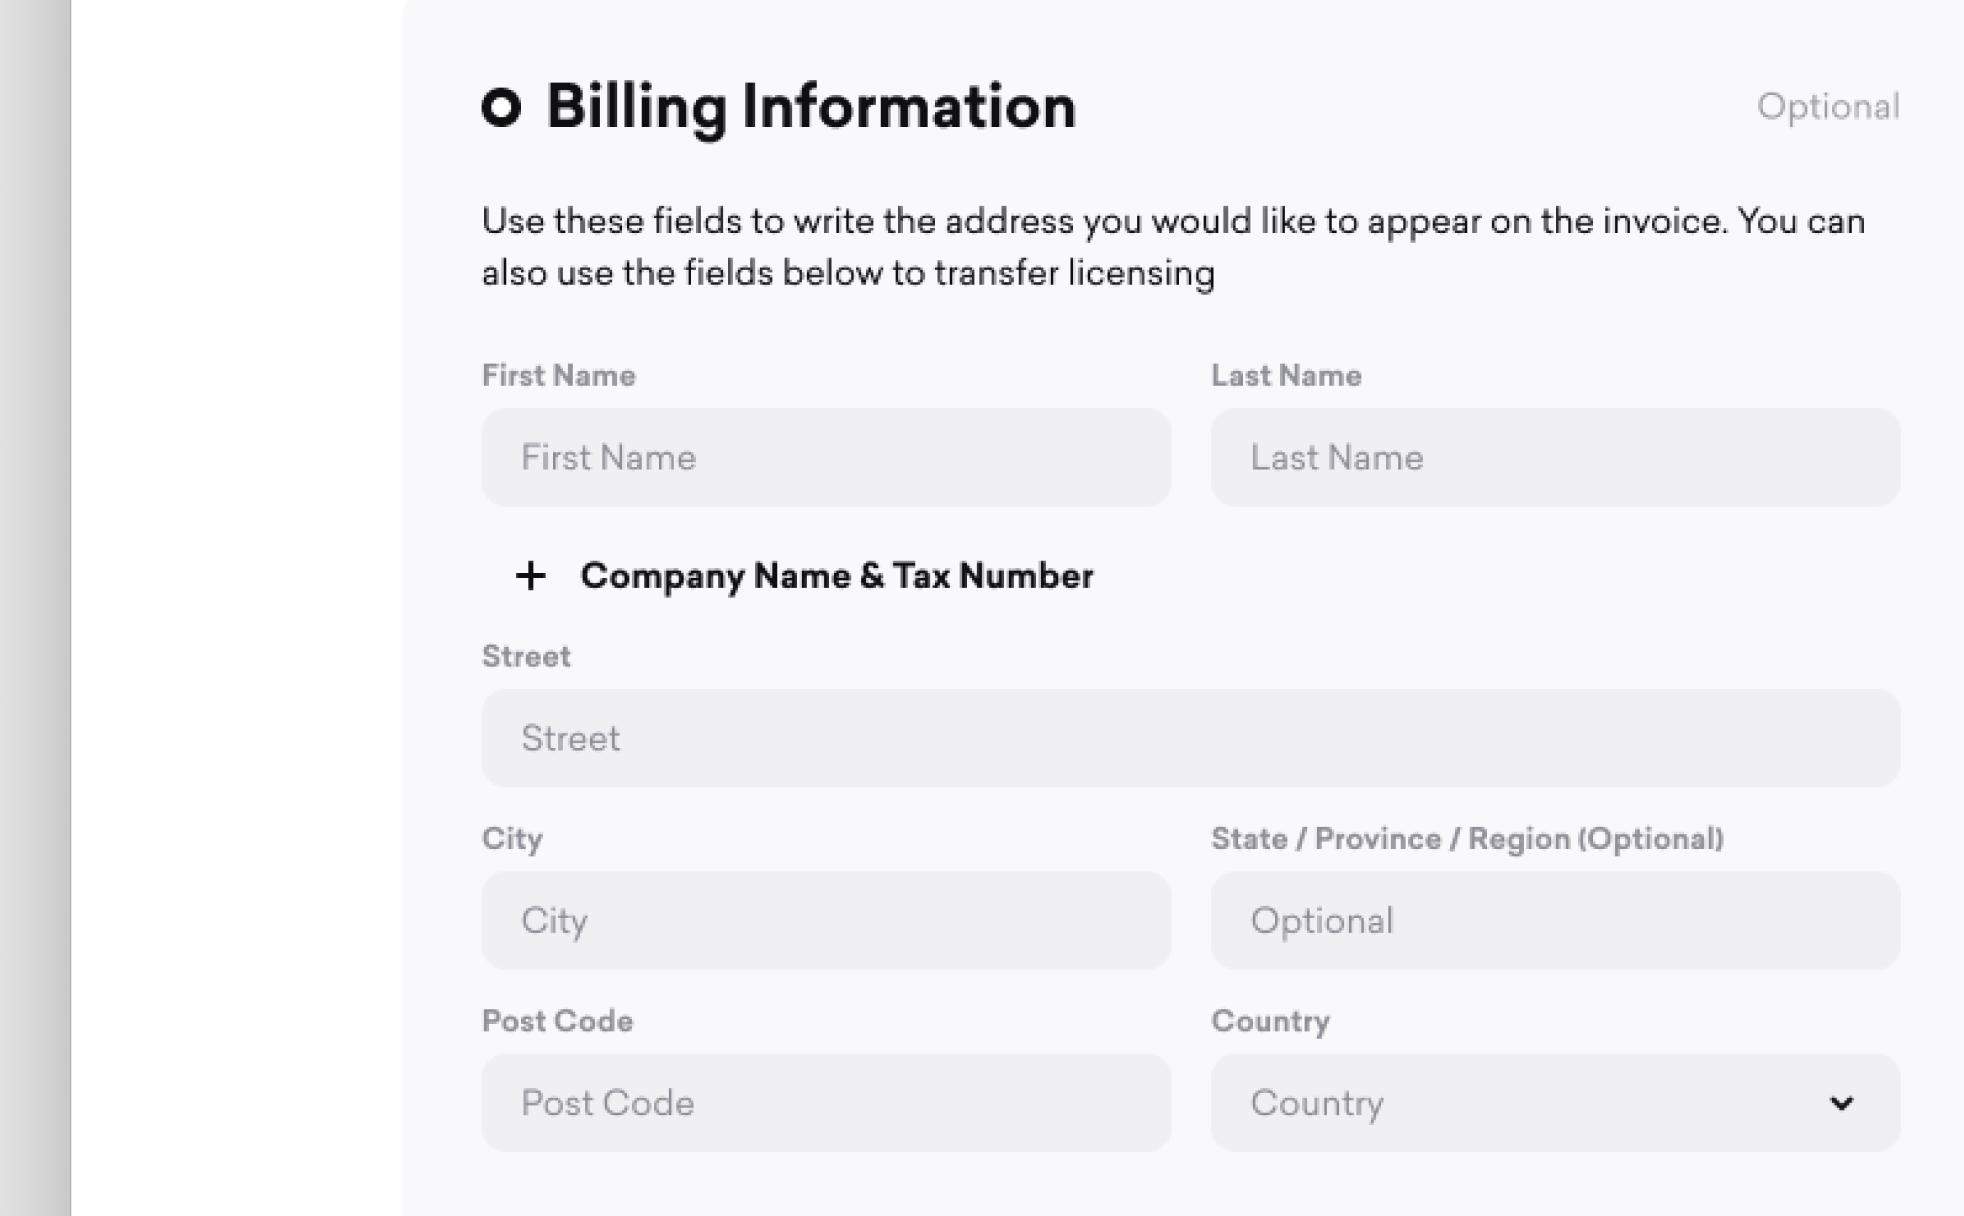 Billing Information
Optional
Use these fields to write the address you would like to appear on the invoice. You can
also use the fields below to transfer licensing
First Name
Last Name
First Name
Last Name
+ Company Name & Tax Number
Street
Street
City
State / Province / Region (Optional)
City
Optional
Post Code
Country
Post Code
Country